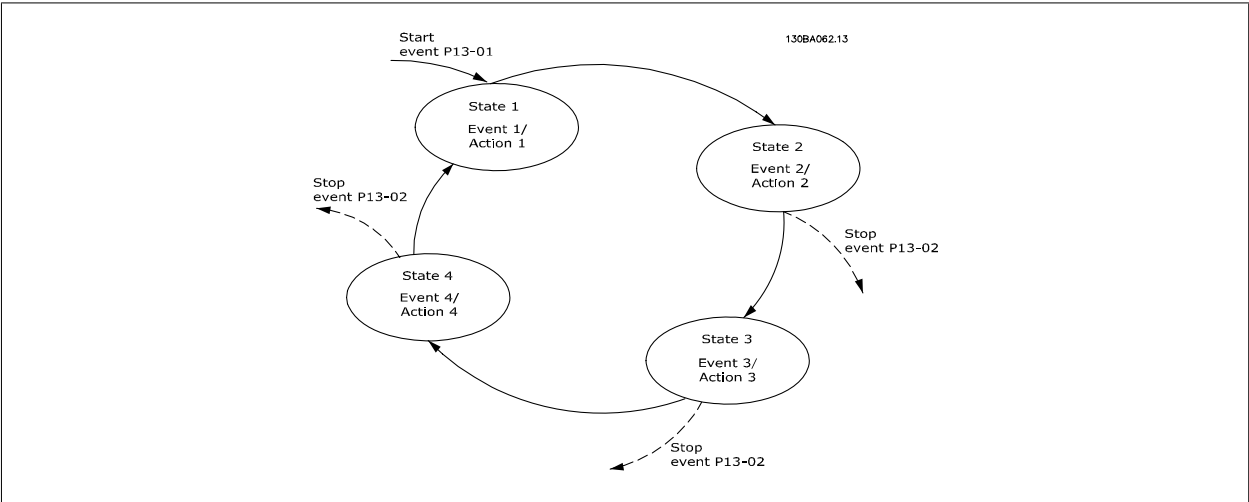 Start
event P13-01
130BA062.13
State 1
Event 1/
Action 1
State 2
Event 2/
Action 2
Stop
event P13-02
Stop
event P13-02
State 4
Event 4/
Action 4
State 3
Event 3/
Action 3
Stop
event P13-02